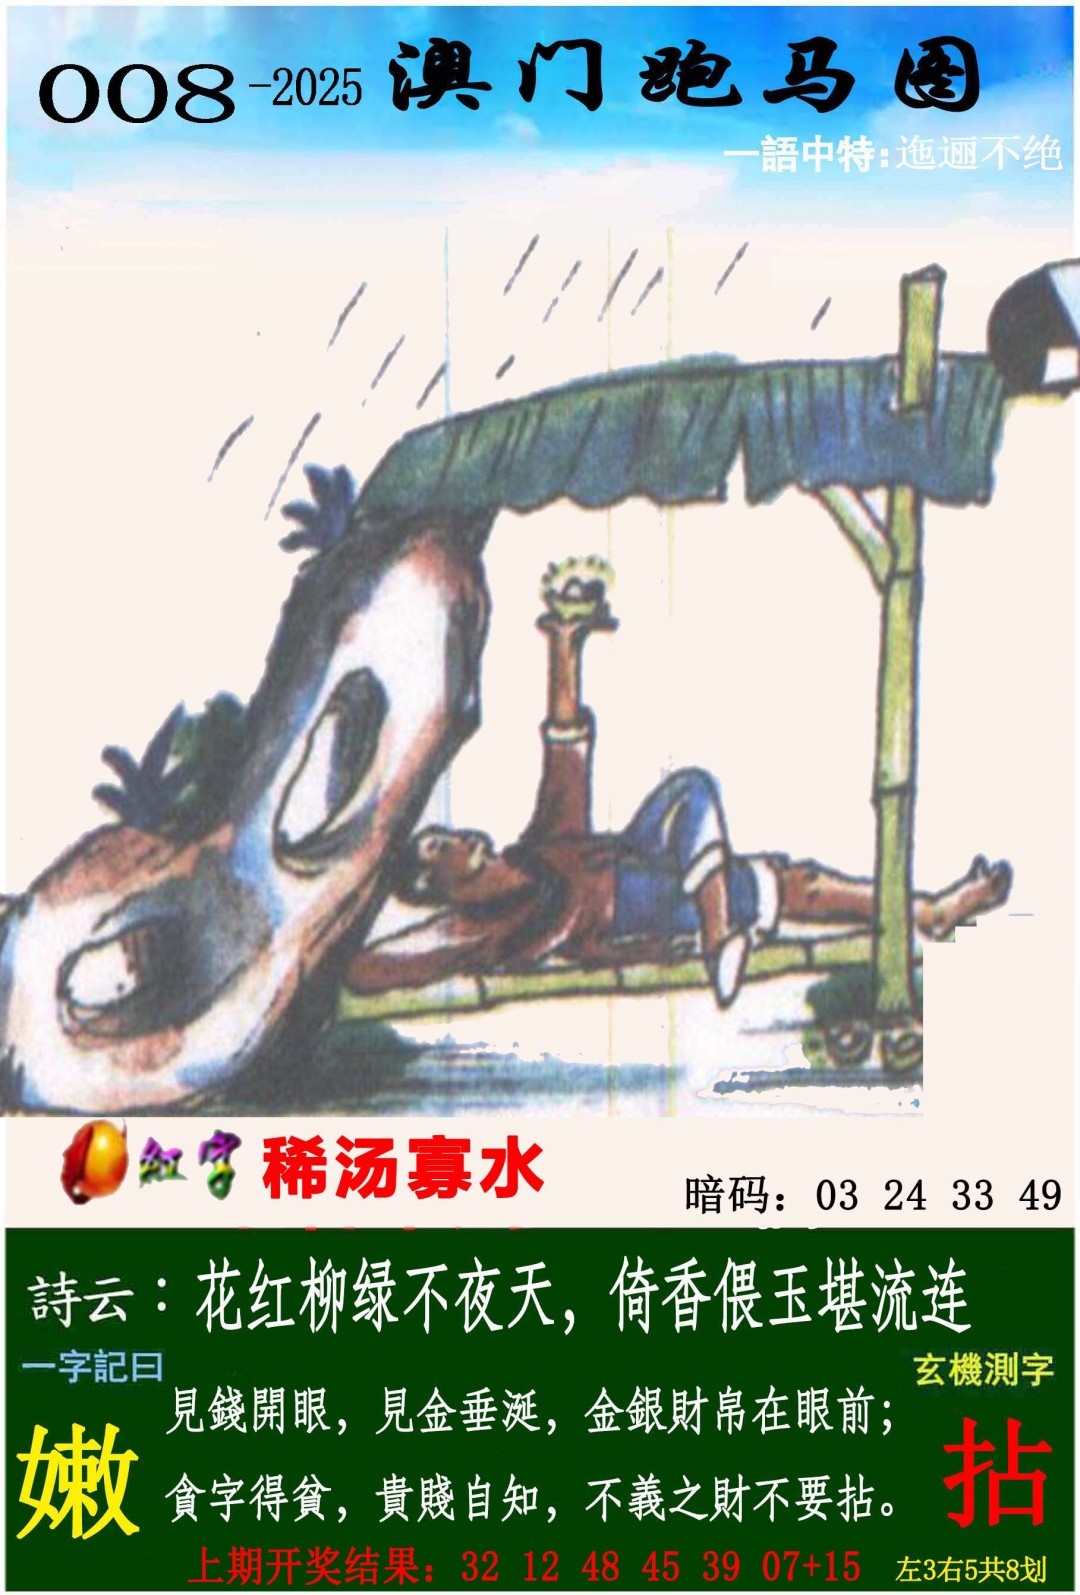 008-2025 澳门跑马图
一語中特:迤逦不绝
红字 稀汤寡水
暗码：03 24 33 49
詩云：花红柳绿不夜天，倚香偎玉堪流连
一字記曰
玄機測字
見錢開眼，見金垂涎，金銀財帛在眼前；
嫩
拈
貪字得貧，貴賤自知，不義之財不要拈。
上期开奖结果：32 12 48 45 39 07+15
左3右5共8划